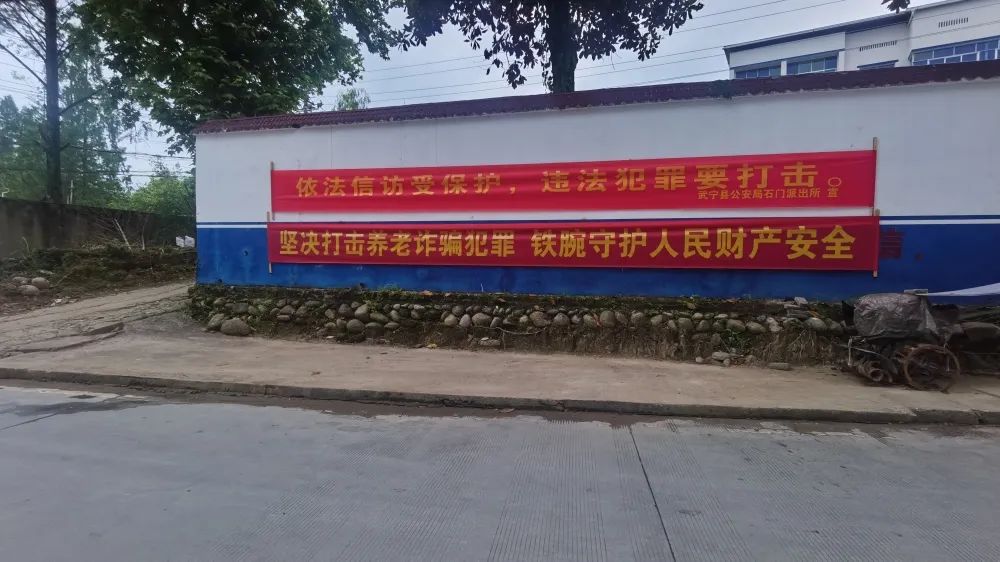 依法信访受保护，违法犯罪要打击。
武宁县公安局石门派出所 宣
坚决打击养老诈骗犯罪 铁腕守护人民财产安全